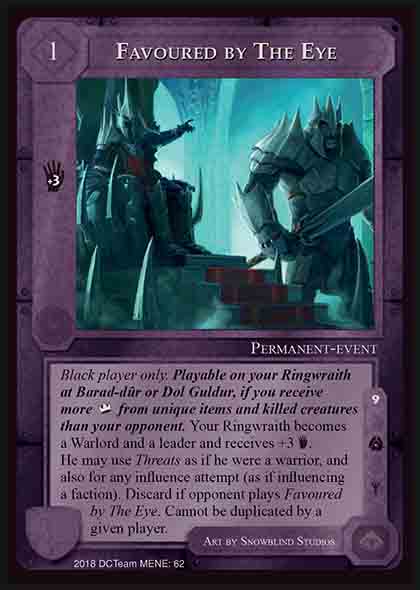 1
FAVOURED BY THE EYE
+3
PERMANENT-EVENT
Black player only. Playable on your Ringwraith
at Barad-dûr or Dol Guldur, if you receive
more from unique items and killed creatures
than your opponent. Your Ringwraith becomes
a Warlord and a leader and receives +3 .
He may use Threats as if he were a warrior, and
also for any influence attempt (as if influencing
a faction). Discard if opponent plays Favoured
by The Eye. Cannot be duplicated by a
given player.
9
ART BY SNOWBLIND STUDIOS
2018 DCTeam MENE: 62